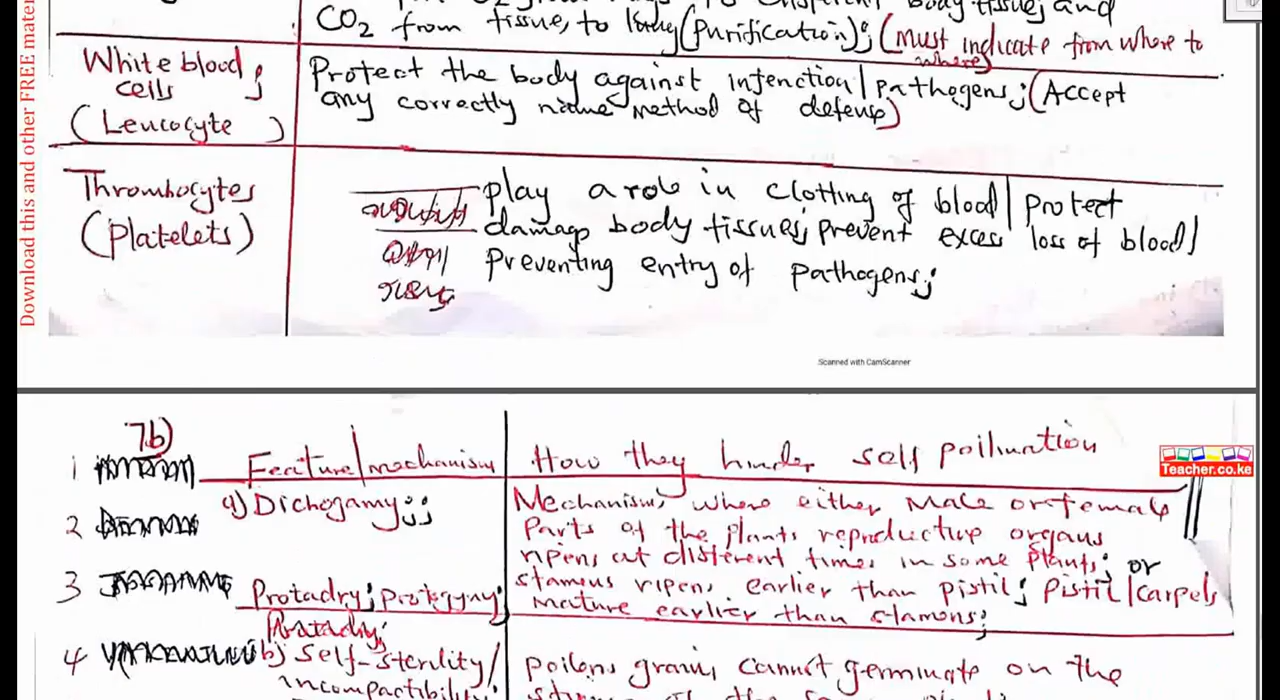 CO2 from tissue, to (Purification); (Must indicate from where to
where)
White blood ;
cells
(Leucocyte)
Protect the body against infenction/pathogens; (Accept
any correctly name method of defense)
Thrombocytes
(Platelets)
play a role in clotting of blood/protect
damage body tissues; prevent excess loss of blood/
preventing entry of pathogens;
Scanned with CamScanner
Download this and other FREE mater
7b)
1 Feature/mechanism How they hinder self pollination
Teacher.co.ke
2 a) Dichogamy;;
Mechanism, where either Male or female
Parts of the plants reproductive organs
ripens at different times in some plants; or
3 Protadry; protogyny;
stamens ripens earlier than pistil; Pistil/Carpels
mature earlier than stamens;
4 b) Self-sterility/
incompactibility
pollens grains cannot germinate on the